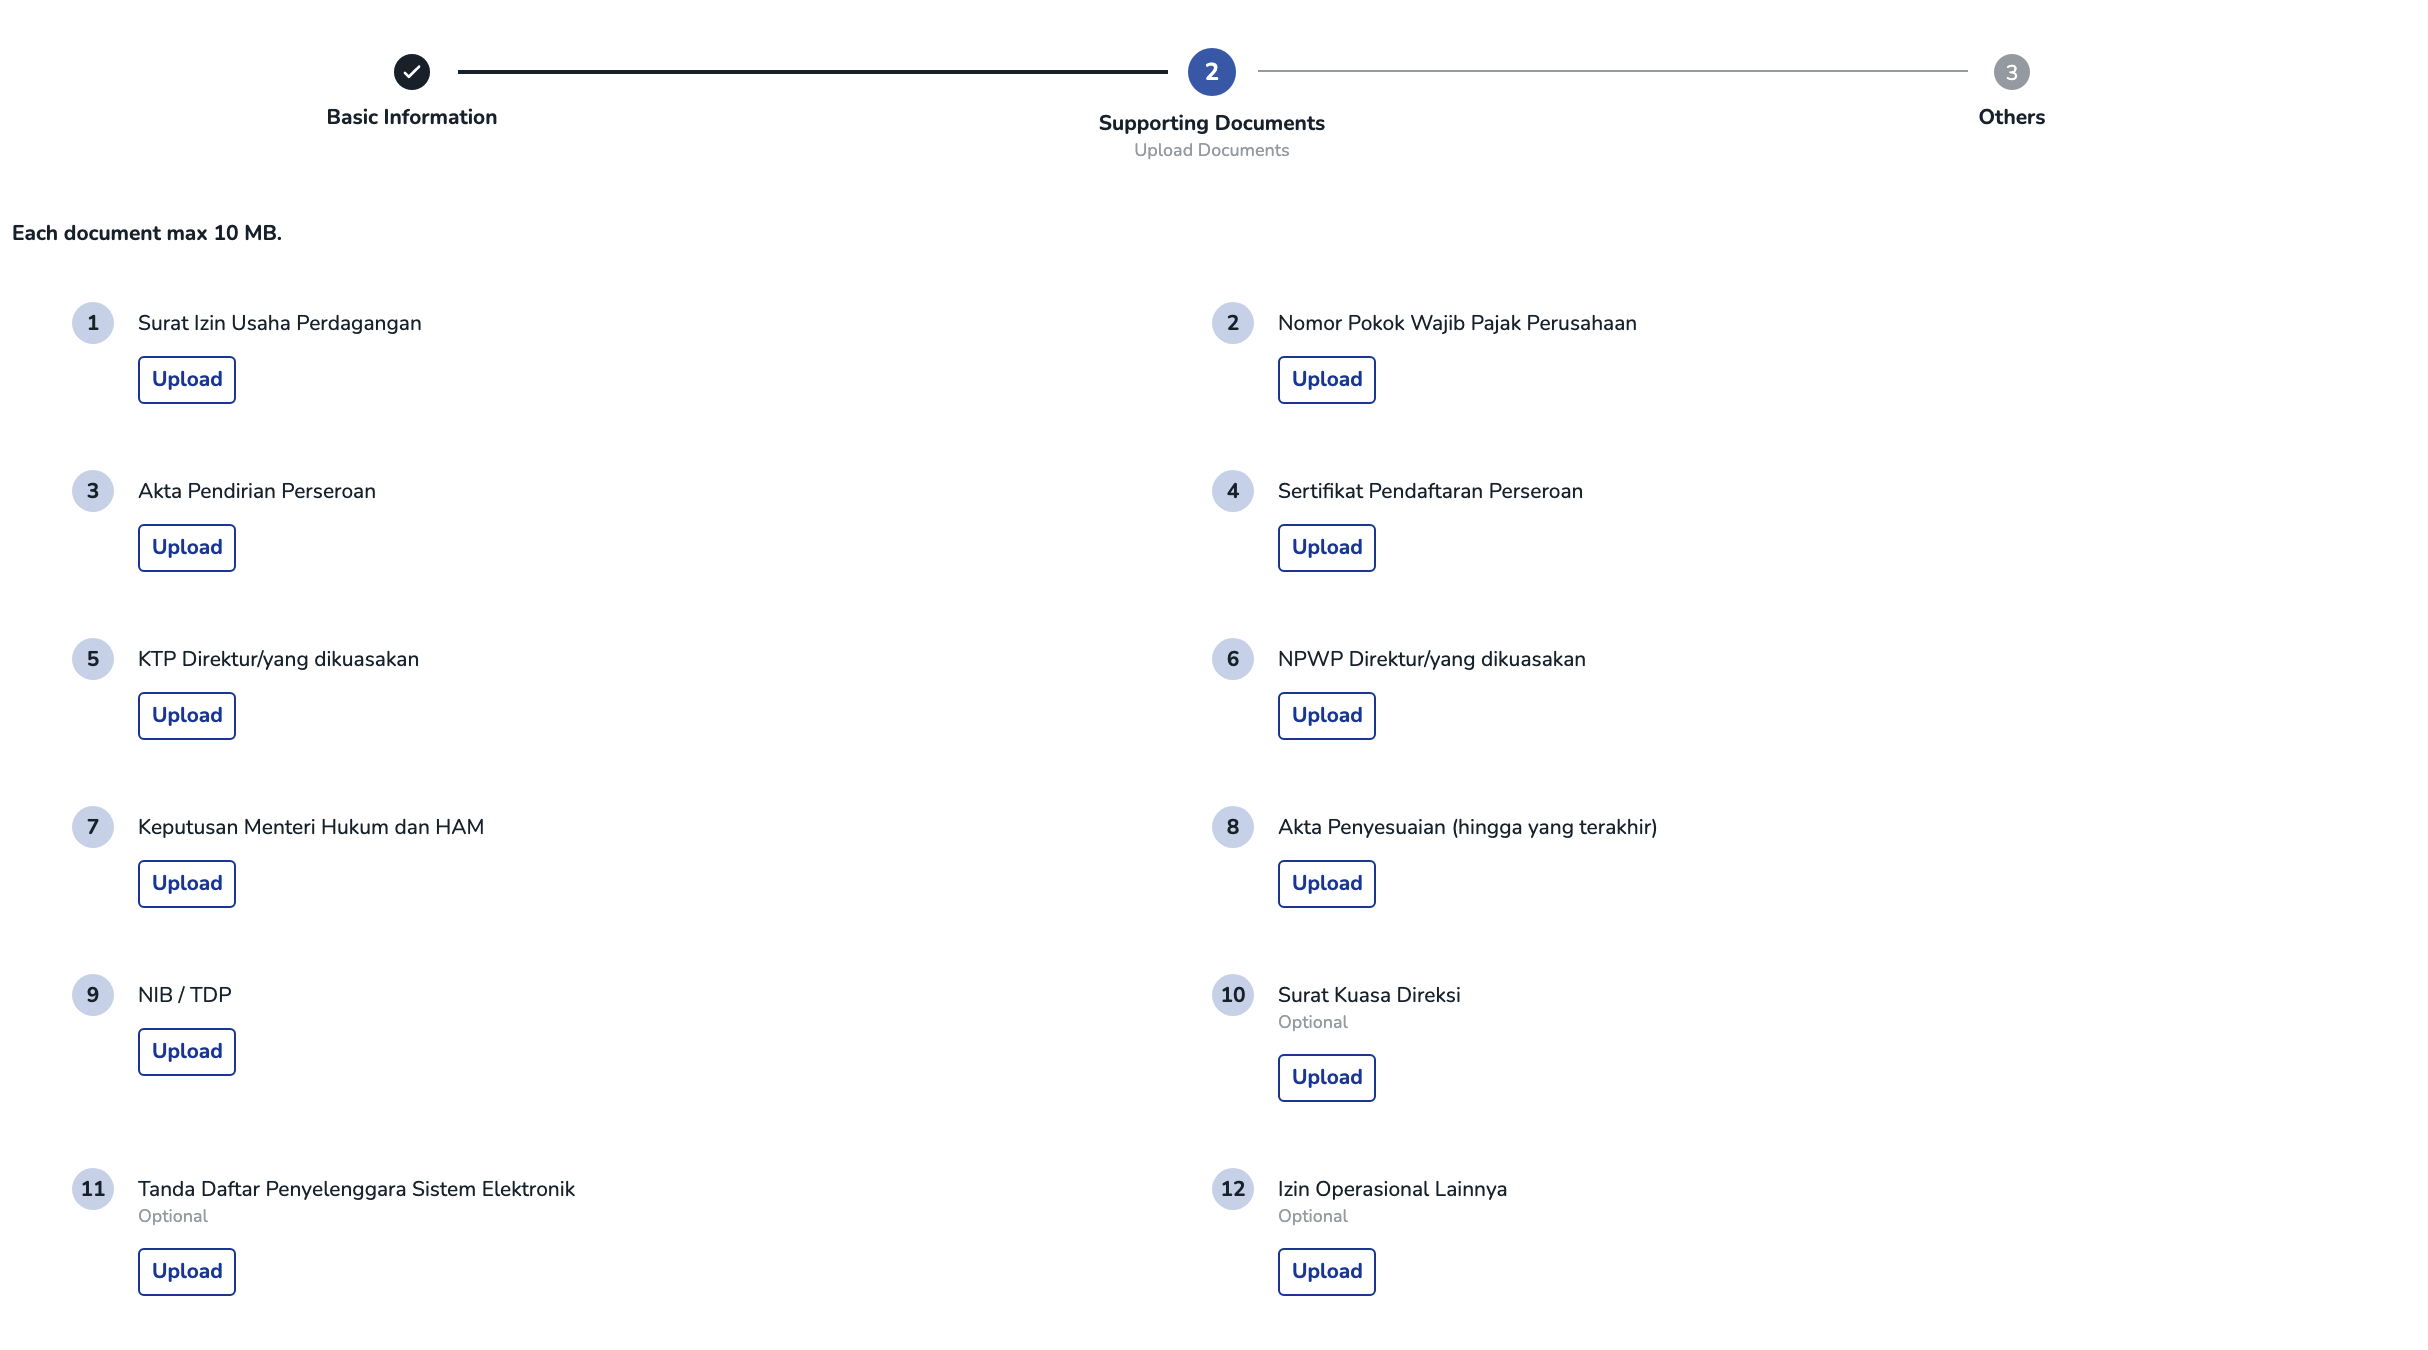 2
3
Basic Information
Supporting Documents
Others
Upload Documents
Each document max 10 MB.
1 Surat Izin Usaha Perdagangan
Upload
2 Nomor Pokok Wajib Pajak Perusahaan
Upload
3 Akta Pendirian Perseroan
Upload
4 Sertifikat Pendaftaran Perseroan
Upload
5 KTP Direktur/yang dikuasakan
Upload
6 NPWP Direktur/yang dikuasakan
Upload
7 Keputusan Menteri Hukum dan HAM
Upload
8 Akta Penyesuaian (hingga yang terakhir)
Upload
9 NIB / TDP
Upload
10 Surat Kuasa Direksi
Optional
Upload
11 Tanda Daftar Penyelenggara Sistem Elektronik
Optional
Upload
12 Izin Operasional Lainnya
Optional
Upload